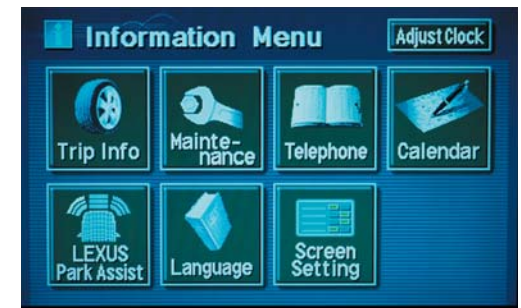 Information Menu
Adjust Clock
Trip Info
Mainte-
nance
Telephone
Calendar
LEXUS
Park Assist
Language
Screen
Setting